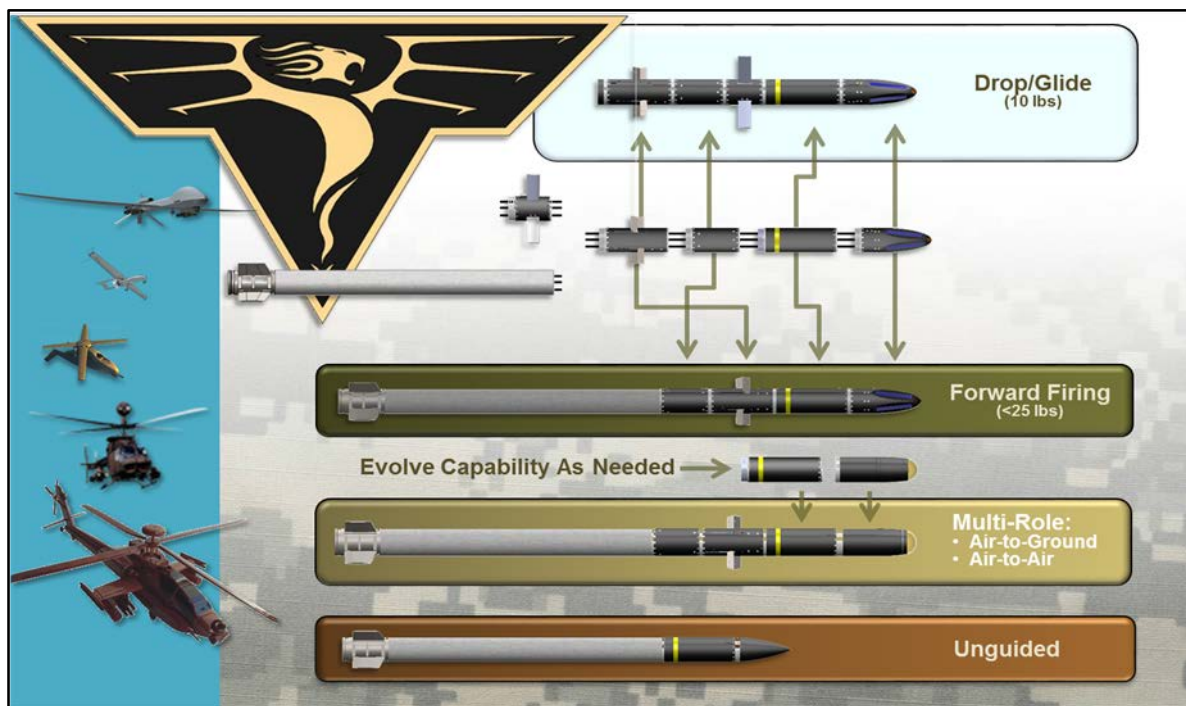 Drop/Glide
(10 lbs)
Forward Firing
(<25 lbs)
Evolve Capability As Needed
Multi-Role:
• Air-to-Ground
• Air-to-Air
Unguided